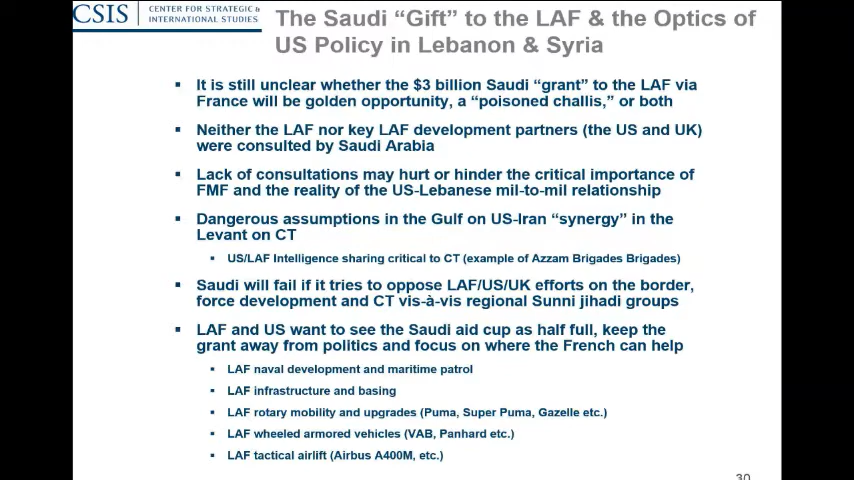 CSIS
CENTER FOR STRATEGIC &
INTERNATIONAL STUDIES
The Saudi “Gift” to the LAF & the Optics of
US Policy in Lebanon & Syria
▪ It is still unclear whether the $3 billion Saudi “grant” to the LAF via
France will be golden opportunity, a “poisoned challis,” or both
▪ Neither the LAF nor key LAF development partners (the US and UK)
were consulted by Saudi Arabia
▪ Lack of consultations may hurt or hinder the critical importance of
FMF and the reality of the US-Lebanese mil-to-mil relationship
▪ Dangerous assumptions in the Gulf on US-Iran “synergy” in the
Levant on CT
▪ US/LAF Intelligence sharing critical to CT (example of Azzam Brigades Brigades)
▪ Saudi will fail if it tries to oppose LAF/US/UK efforts on the border,
force development and CT vis-à-vis regional Sunni jihadi groups
▪ LAF and US want to see the Saudi aid cup as half full, keep the
grant away from politics and focus on where the French can help
▪ LAF naval development and maritime patrol
▪ LAF infrastructure and basing
▪ LAF rotary mobility and upgrades (Puma, Super Puma, Gazelle etc.)
▪ LAF wheeled armored vehicles (VAB, Panhard etc.)
▪ LAF tactical airlift (Airbus A400M, etc.)
30